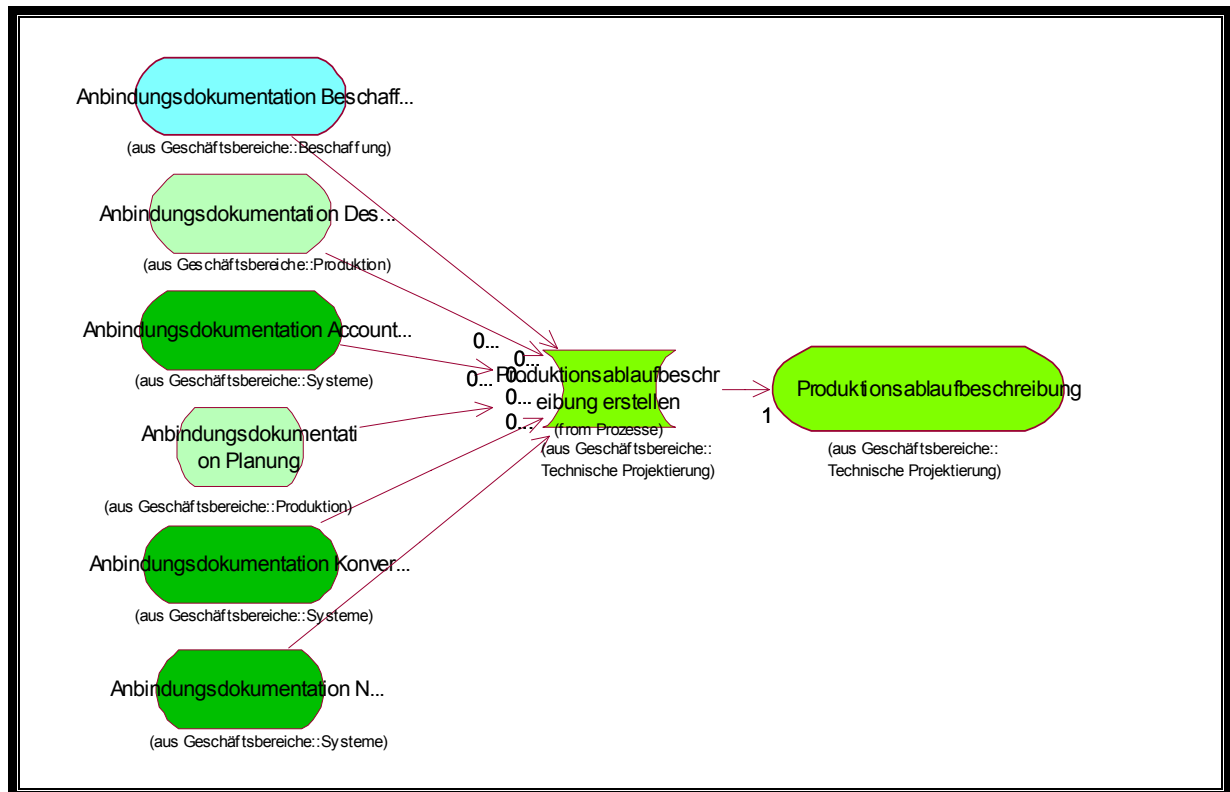 Anbindungsdokumentation Beschaff...
(aus Geschäftsbereiche::Beschaffung)
Anbindungsdokumentation Des...
(aus Geschäftsbereiche::Produktion)
Anbindungsdokumentation Account...
(aus Geschäftsbereiche::Systeme)
Anbindungsdokumentati
on Planung
(aus Geschäftsbereiche::Produktion)
Anbindungsdokumentation Konver...
(aus Geschäftsbereiche::Systeme)
Anbindungsdokumentation N...
(aus Geschäftsbereiche::Systeme)
0...
0...
0...
0...
0...
0...
Produktionsablaufbeschr
eibung erstellen
(from Prozesse)
(aus Geschäftsbereiche::
Technische Projektierung)
1
Produktionsablaufbeschreibung
(aus Geschäftsbereiche::
Technische Projektierung)